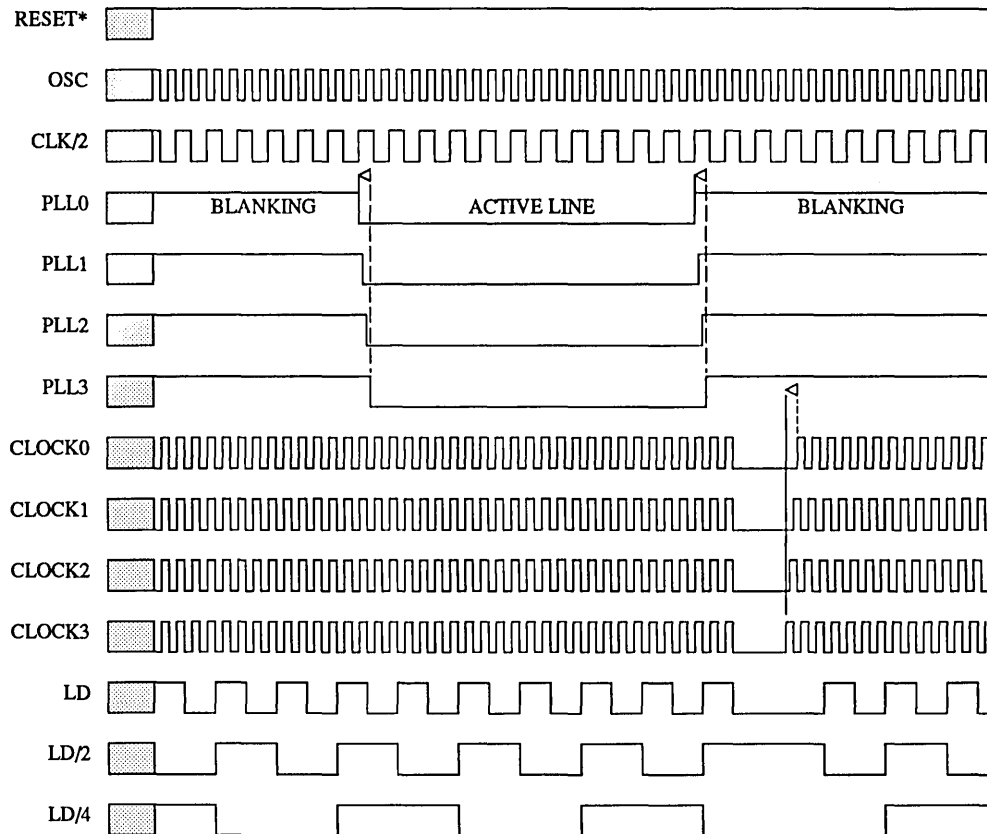 RESET*
OSC
CLK/2
PLL0
BLANKING ACTIVE LINE BLANKING
PLL1
PLL2
PLL3
CLOCK0
CLOCK1
CLOCK2
CLOCK3
LD
LD/2
LD/4